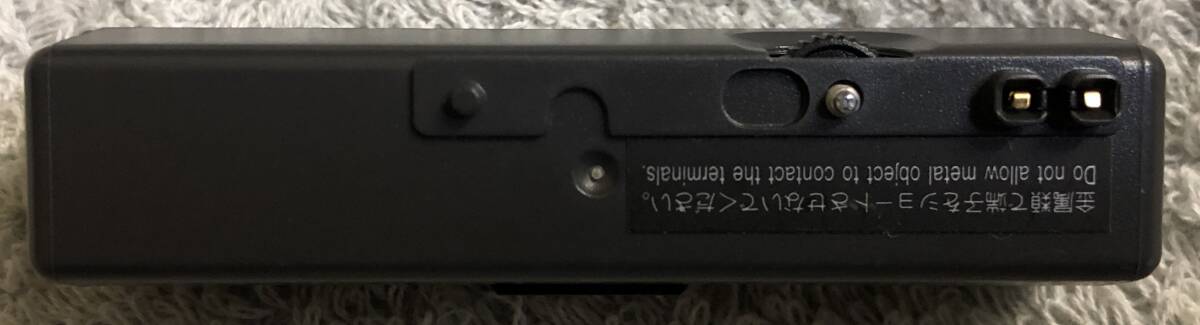 金属類で端子をショートさせないでください。
Do not allow metal object to contact the terminals.